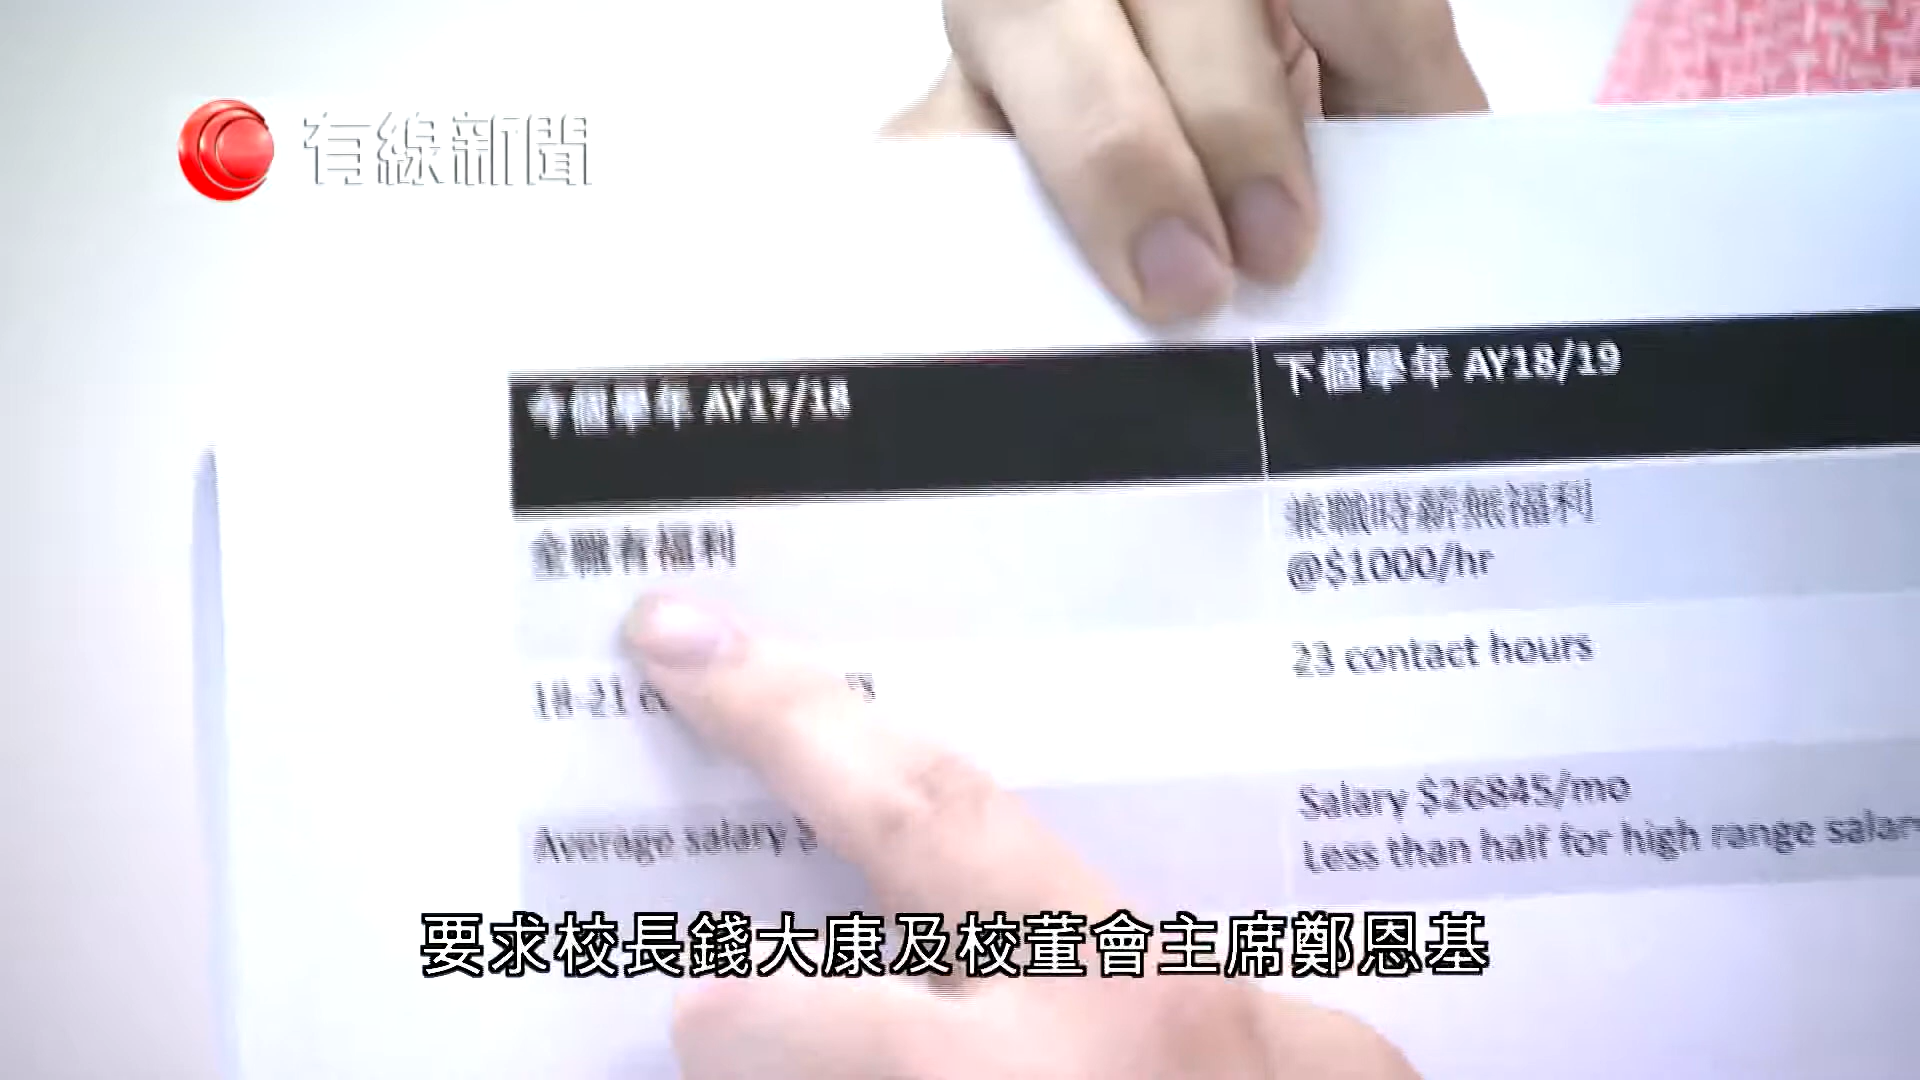 有線新聞
今個學年 AY17/18
下個學年 AY18/19
全職有福利
兼職時薪無福利
@$1000/hr
18-21
23 contact hours
Average salary $
Salary $26845/mo
Less than half for high range salar
要求校長錢大康及校董會主席鄭恩基